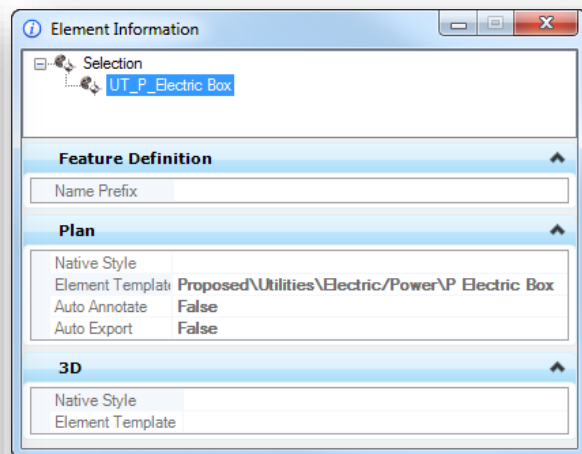 Element Information
Selection
UT_P_Electric Box
Feature Definition
Name Prefix
Plan
Native Style
Element Template Proposed\Utilities\Electric/Power\P Electric Box
Auto Annotate False
Auto Export False
3D
Native Style
Element Template